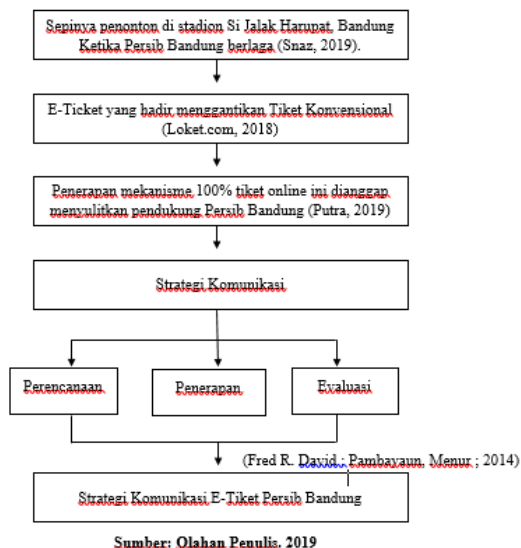 Sepinya penonton di stadion Si Jalak Harupat, Bandung
Ketika Persib Bandung berlaga (Snaz, 2019).
E-Ticket yang hadir menggantikan Tiket Konvensional
(Loket.com, 2018)
Penerapan mekanisme 100% tiket online ini dianggap
menyulitkan pendukung Persib Bandung (Putra, 2019)
Strategi Komunikasi
Perencanaan
Penerapan
Evaluasi
(Fred R. David ; Pambayaun, Menur ; 2014)
Strategi Komunikasi E-Tiket Persib Bandung
Sumber: Olahan Penulis. 2019